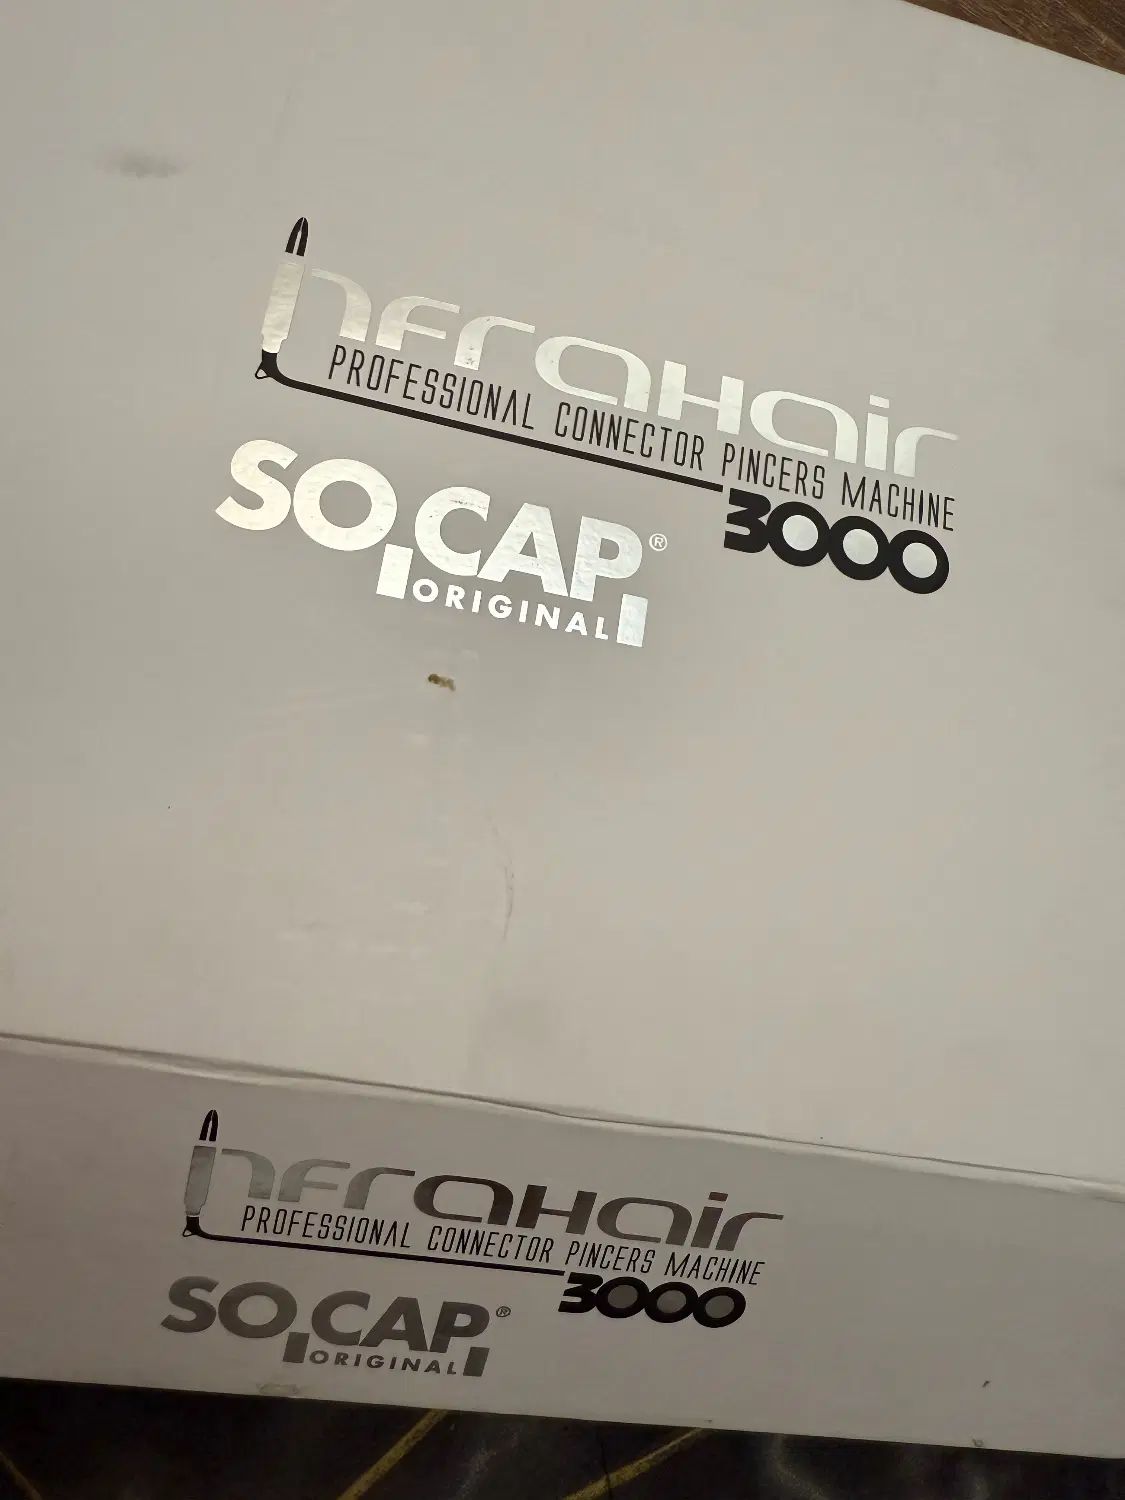 infraHair
PROFESSIONAL CONNECTOR PINCERS MACHINE
3000
SO.CAP.®
ORIGINAL
infraHair
PROFESSIONAL CONNECTOR PINCERS MACHINE
3000
SO.CAP.®
ORIGINAL